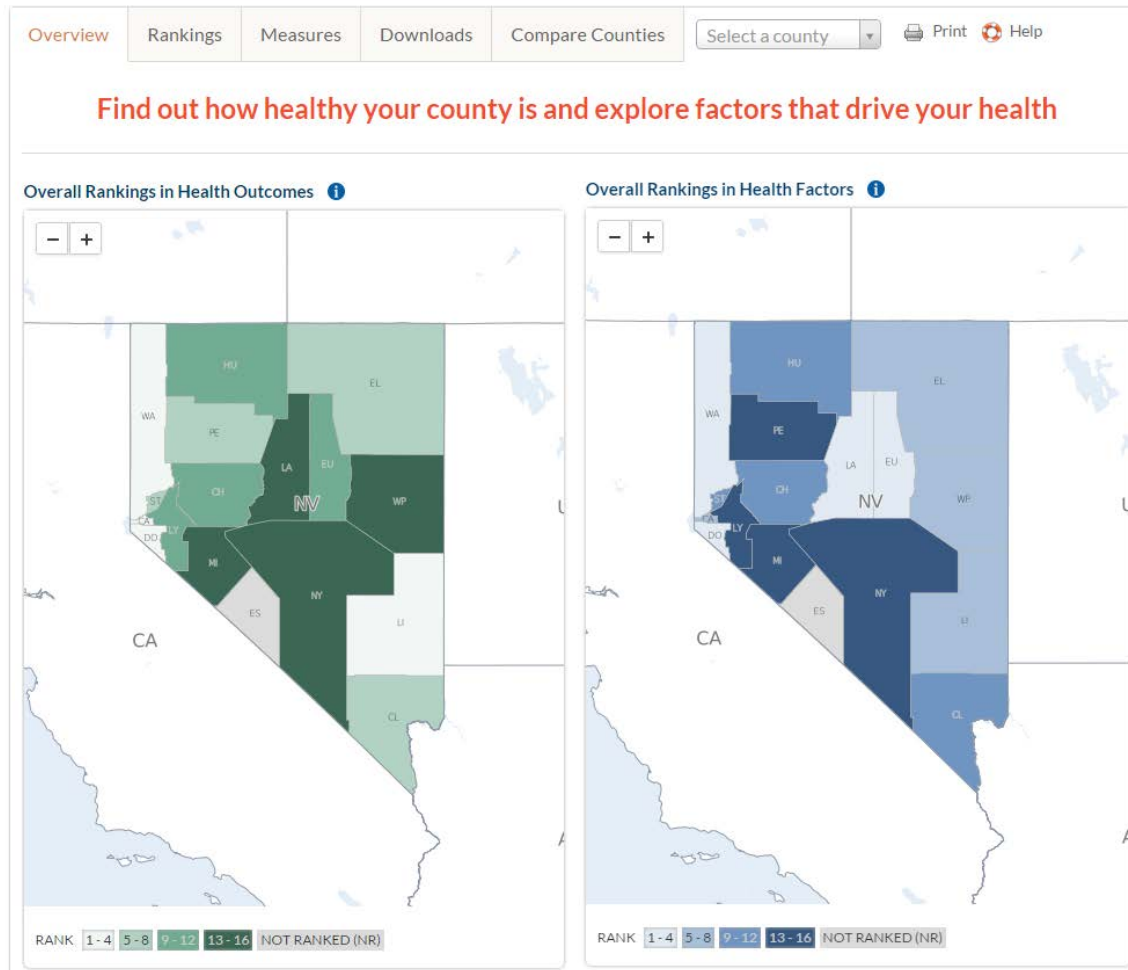 Overview Rankings Measures Downloads Compare Counties Select a county Print Help
Find out how healthy your county is and explore factors that drive your health
Overall Rankings in Health Outcomes i
− +
HU
EL
WA
PE
LA
EU
CH
WP
NV
ST
CA
LY
DO
MI
NY
ES
LI
CA
CL
RANK 1 - 4 5 - 8 9 - 12 13 - 16 NOT RANKED (NR)
Overall Rankings in Health Factors i
− +
HU
EL
WA
PE
LA
EU
CH
WP
NV
ST
CA
LY
DO
MI
NY
ES
LI
CA
CL
RANK 1 - 4 5 - 8 9 - 12 13 - 16 NOT RANKED (NR)